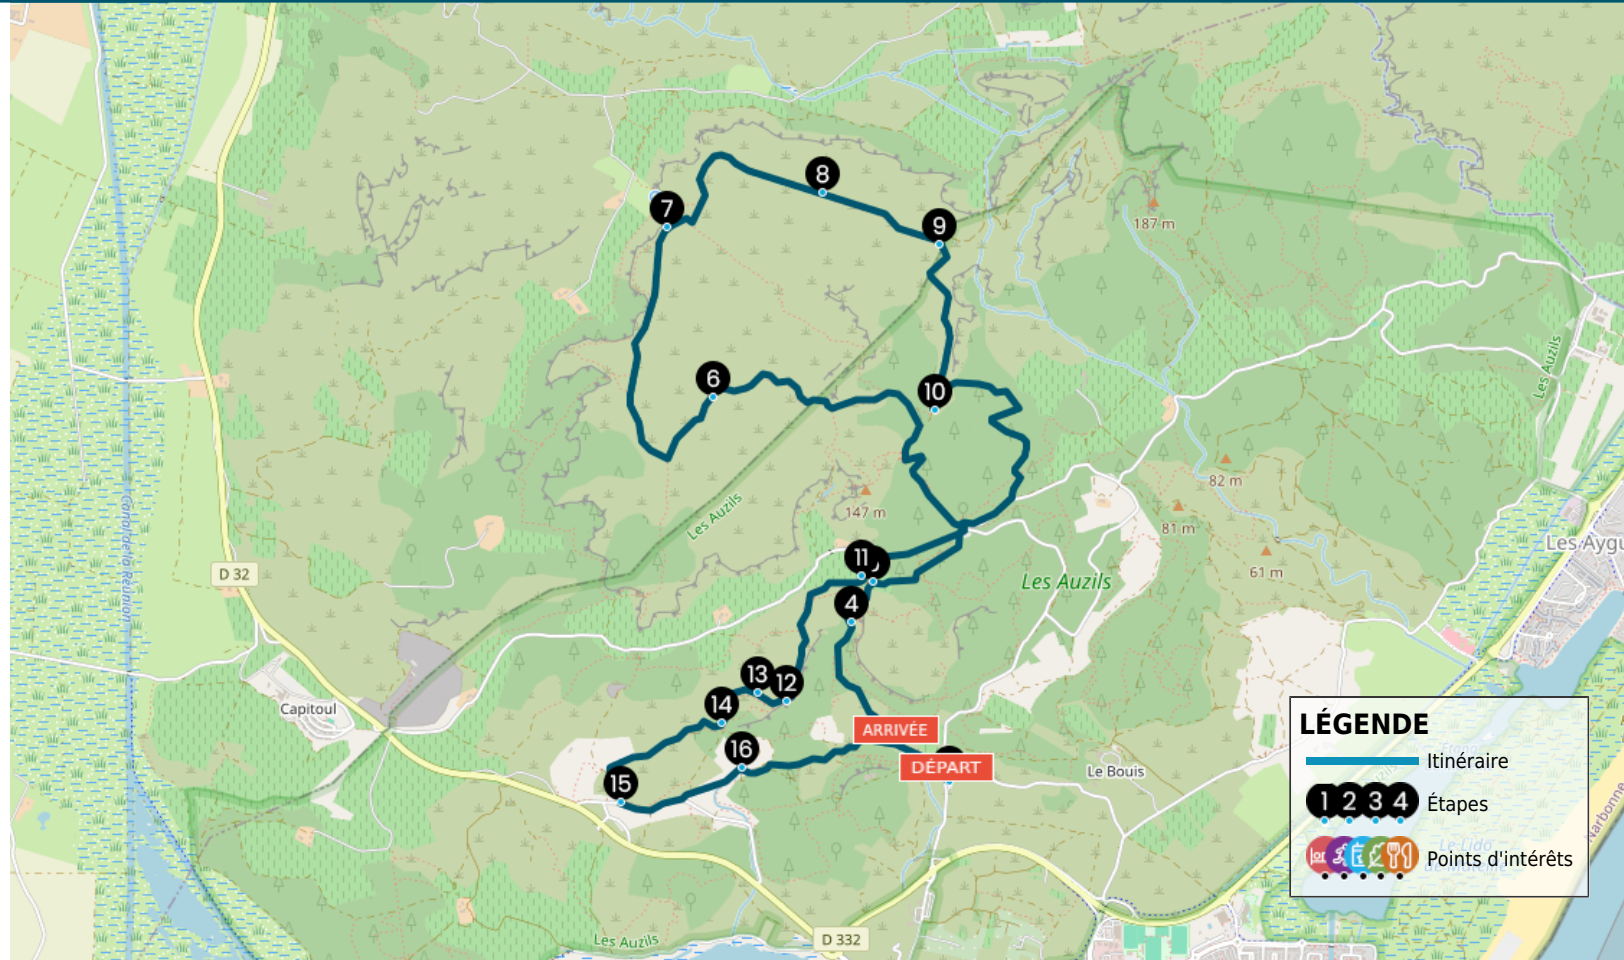 8
7
9
187 m
6
10
Les Auzils
82 m
Les Auzils
147 m
81 m
Canal de la Réunion
Les Aygu
11
D 32
61 m
Les Auzils
4
13
12
14
Capitoul
ARRIVÉE
16
DÉPART
Le Bouis
15
Narbonne
LÉGENDE
Itinéraire
1 2 3 4 Étapes
Points d'intérêts
Les Auzils
D 332